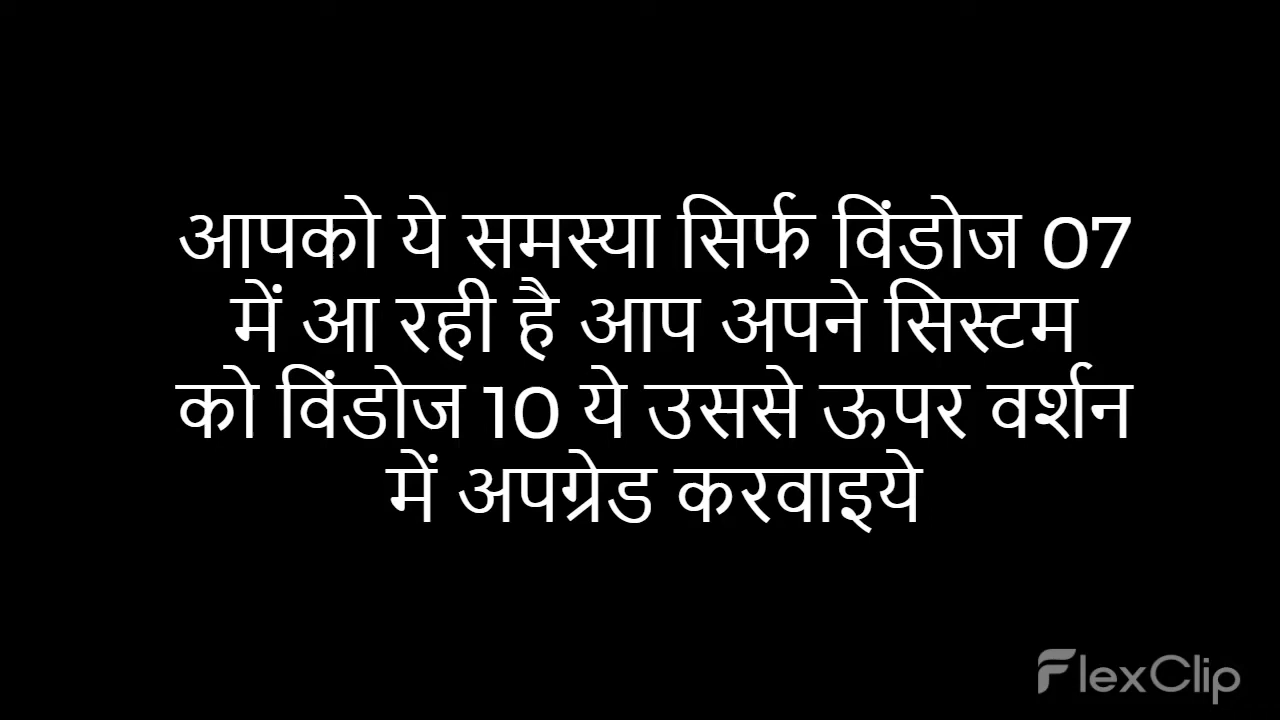 आपको ये समस्या सिर्फ विंडोज 07
में आ रही है आप अपने सिस्टम
को विंडोज 10 ये उससे ऊपर वर्शन
में अपग्रेड करवाइये
FlexClip